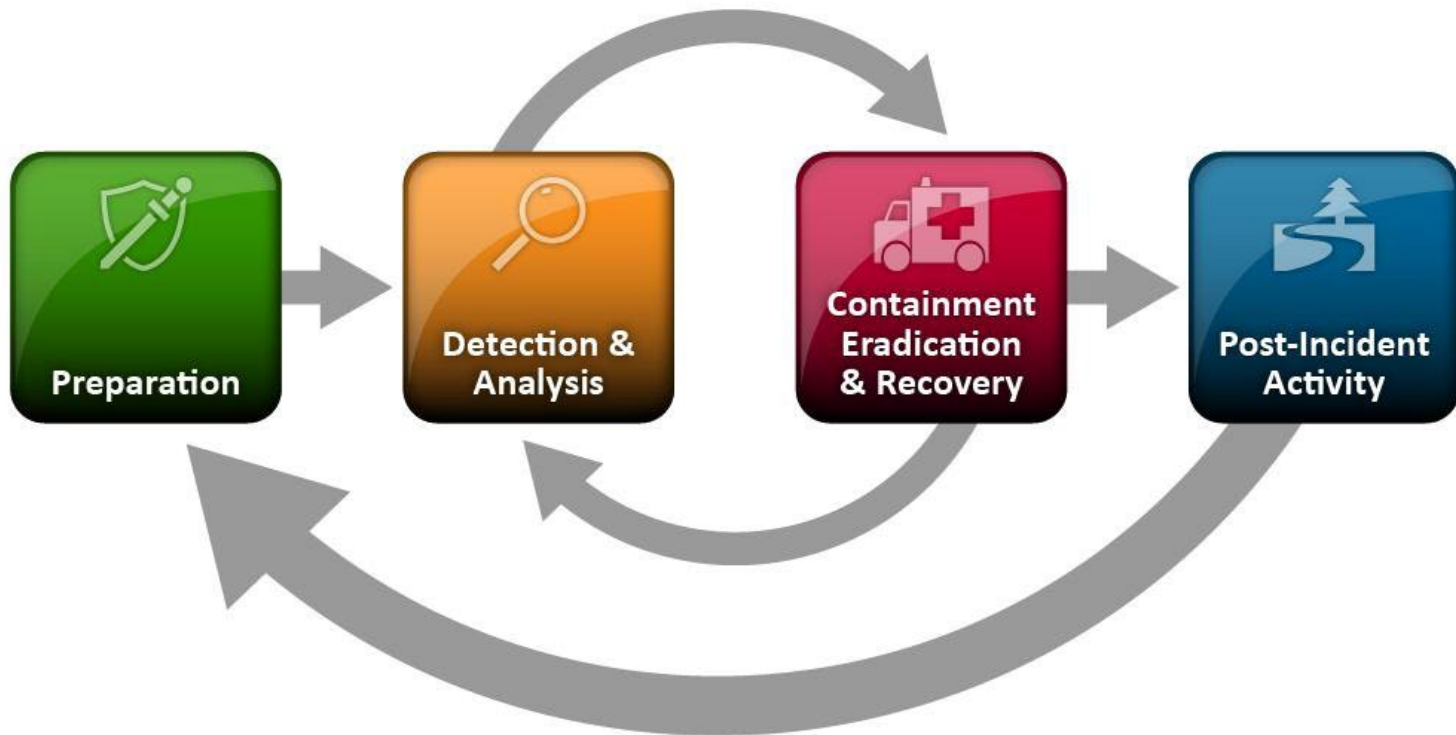 Preparation
Detection &
Analysis
Containment
Eradication
& Recovery
Post-Incident
Activity